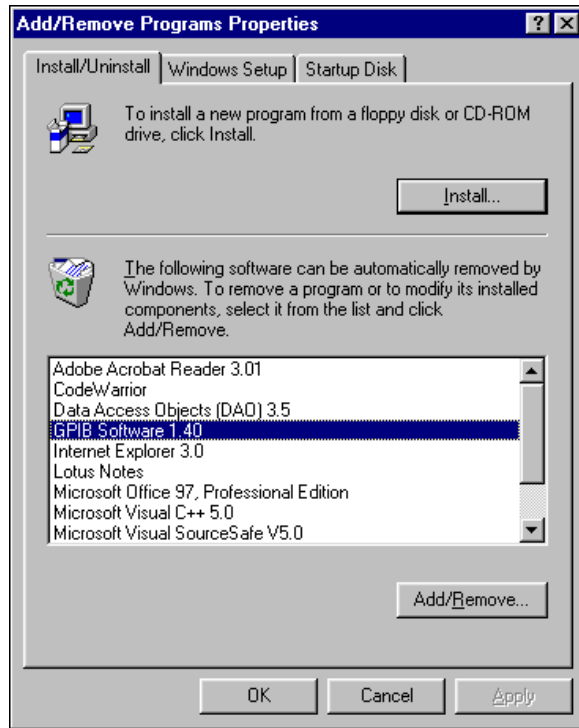 Add/Remove Programs Properties
Install/Uninstall Windows Setup Startup Disk
To install a new program from a floppy disk or CD-ROM
drive, click Install.
Install...
The following software can be automatically removed by
Windows. To remove a program or to modify its installed
components, select it from the list and click
Add/Remove.
Adobe Acrobat Reader 3.01
CodeWarrior
Data Access Objects (DAO) 3.5
GPIB Software 1.40
Internet Explorer 3.0
Lotus Notes
Microsoft Office 97, Professional Edition
Microsoft Visual C++ 5.0
Microsoft Visual SourceSafe V5.0
Add/Remove...
OK Cancel Apply